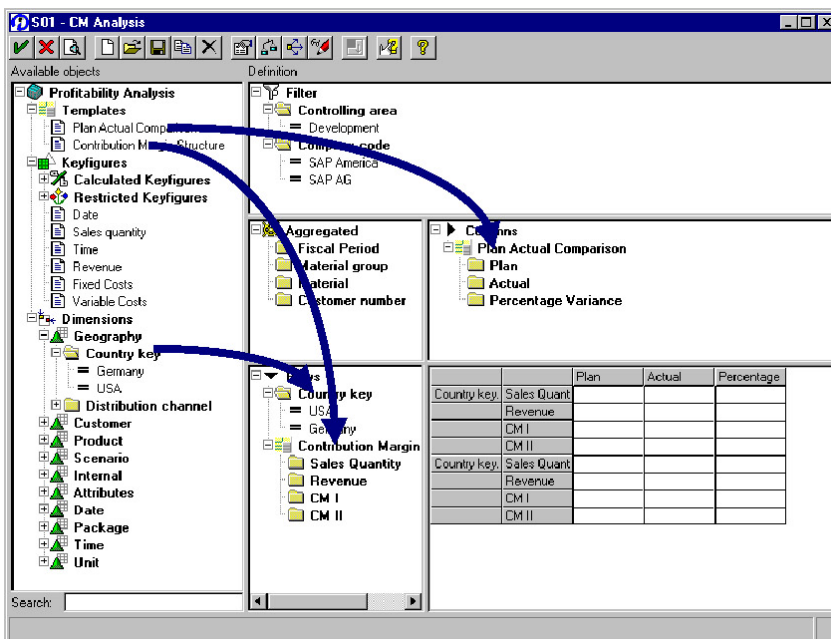 S01 - CM Analysis
Available objects
Definition
Profitability Analysis
Templates
Plan Actual Comparison
Contribution Margin Structure
Keyfigures
Calculated Keyfigures
Restricted Keyfigures
Date
Sales quantity
Time
Revenue
Fixed Costs
Variable Costs
Dimensions
Geography
Country key
Germany
USA
Distribution channel
Customer
Product
Scenario
Internal
Attributes
Date
Package
Time
Unit
Search:
Filter
Controlling area
Development
Company code
SAP America
SAP AG
Aggregated
Fiscal Period
Material group
Material
Customer number
Columns
Plan Actual Comparison
Plan
Actual
Percentage Variance
Rows
Country key
USA
Germany
Contribution Margin
Sales Quantity
Revenue
CM I
CM II
Plan Actual Percentage
Country key. Sales Quant
Revenue
CM I
CM II
Country key. Sales Quant
Revenue
CM I
CM II